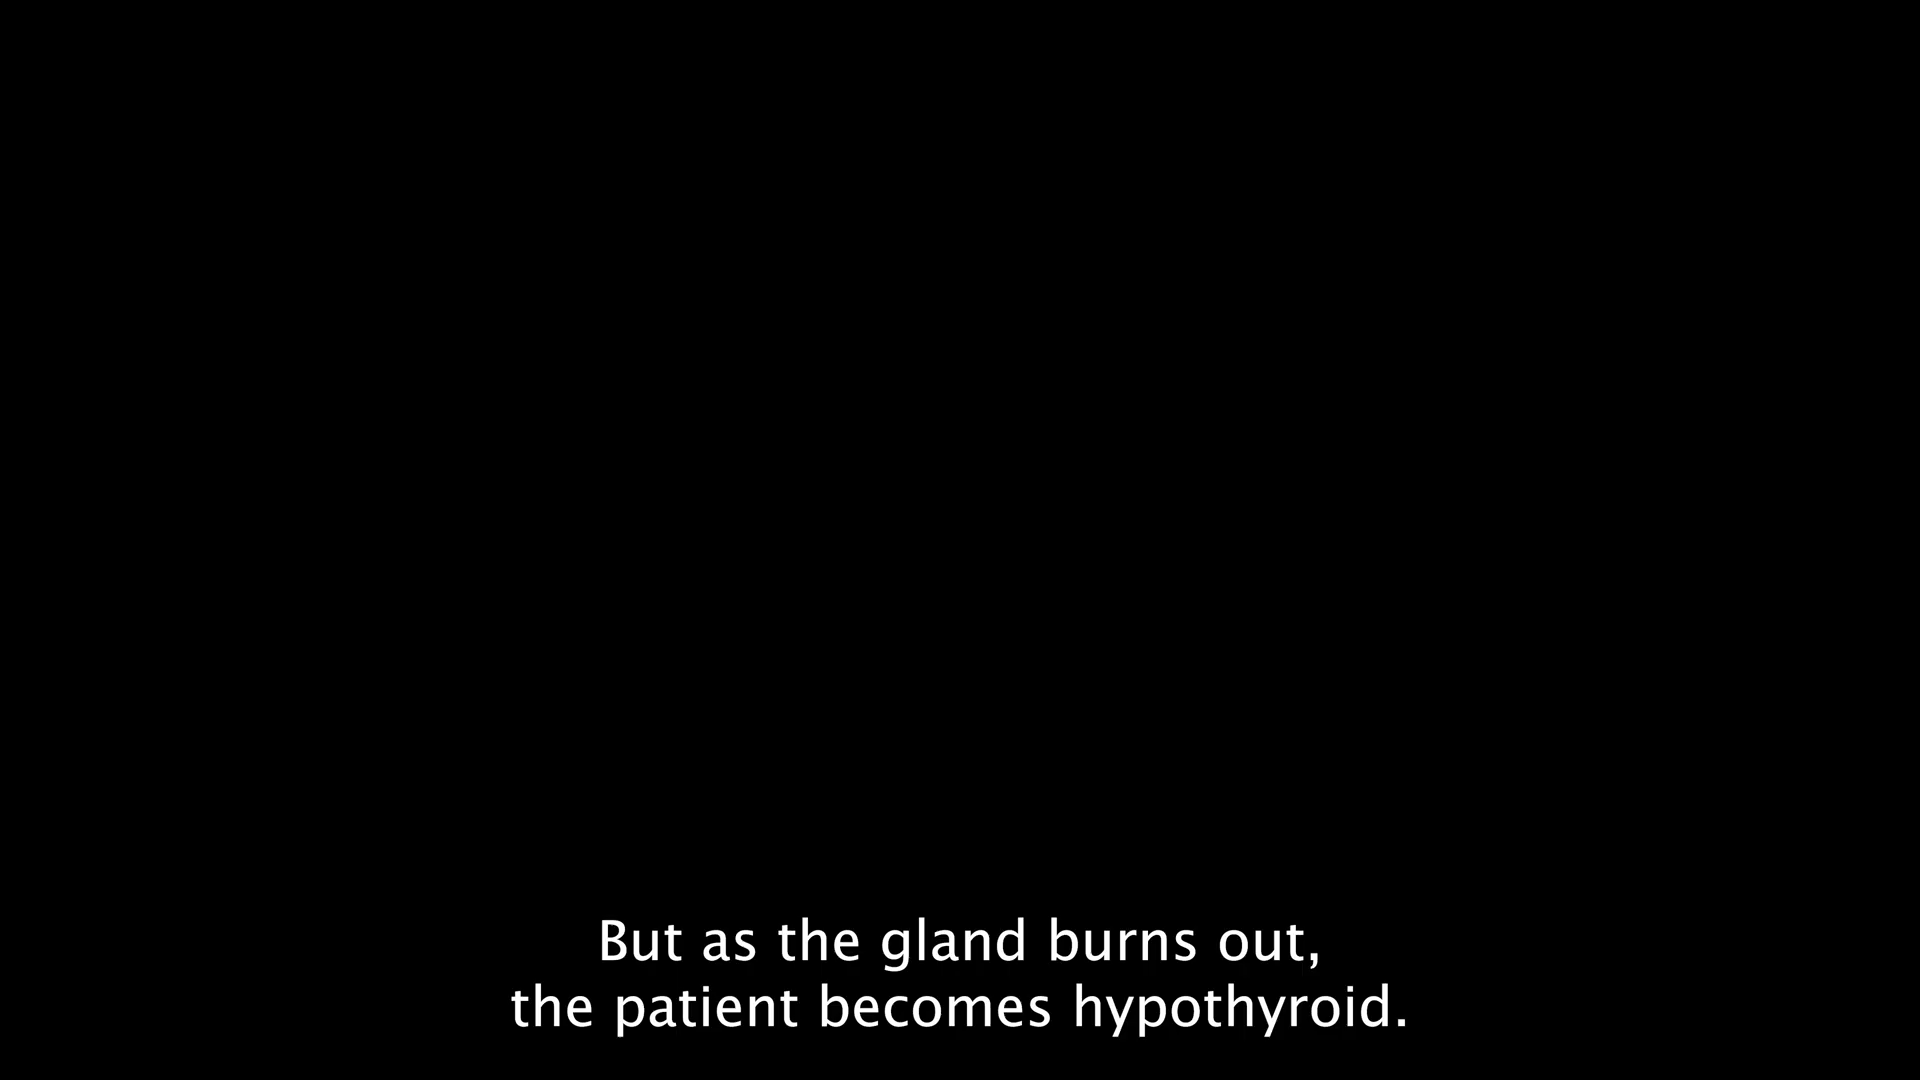 But as the gland burns out,
the patient becomes hypothyroid.